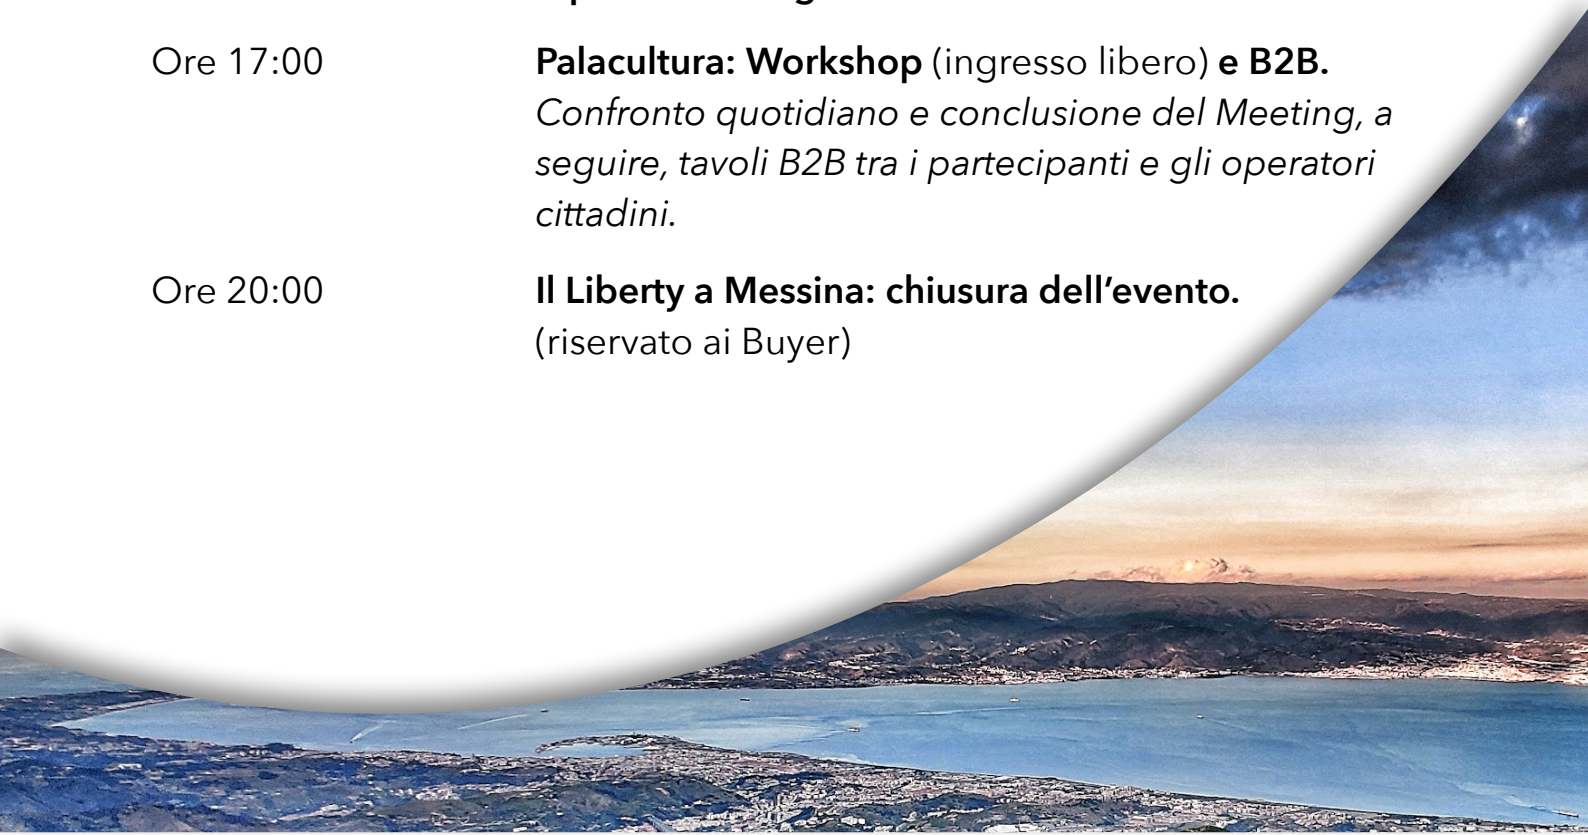 Ore 17:00 Palacultura: Workshop (ingresso libero) e B2B.
Confronto quotidiano e conclusione del Meeting, a
seguire, tavoli B2B tra i partecipanti e gli operatori
cittadini.
Ore 20:00 Il Liberty a Messina: chiusura dell’evento.
(riservato ai Buyer)